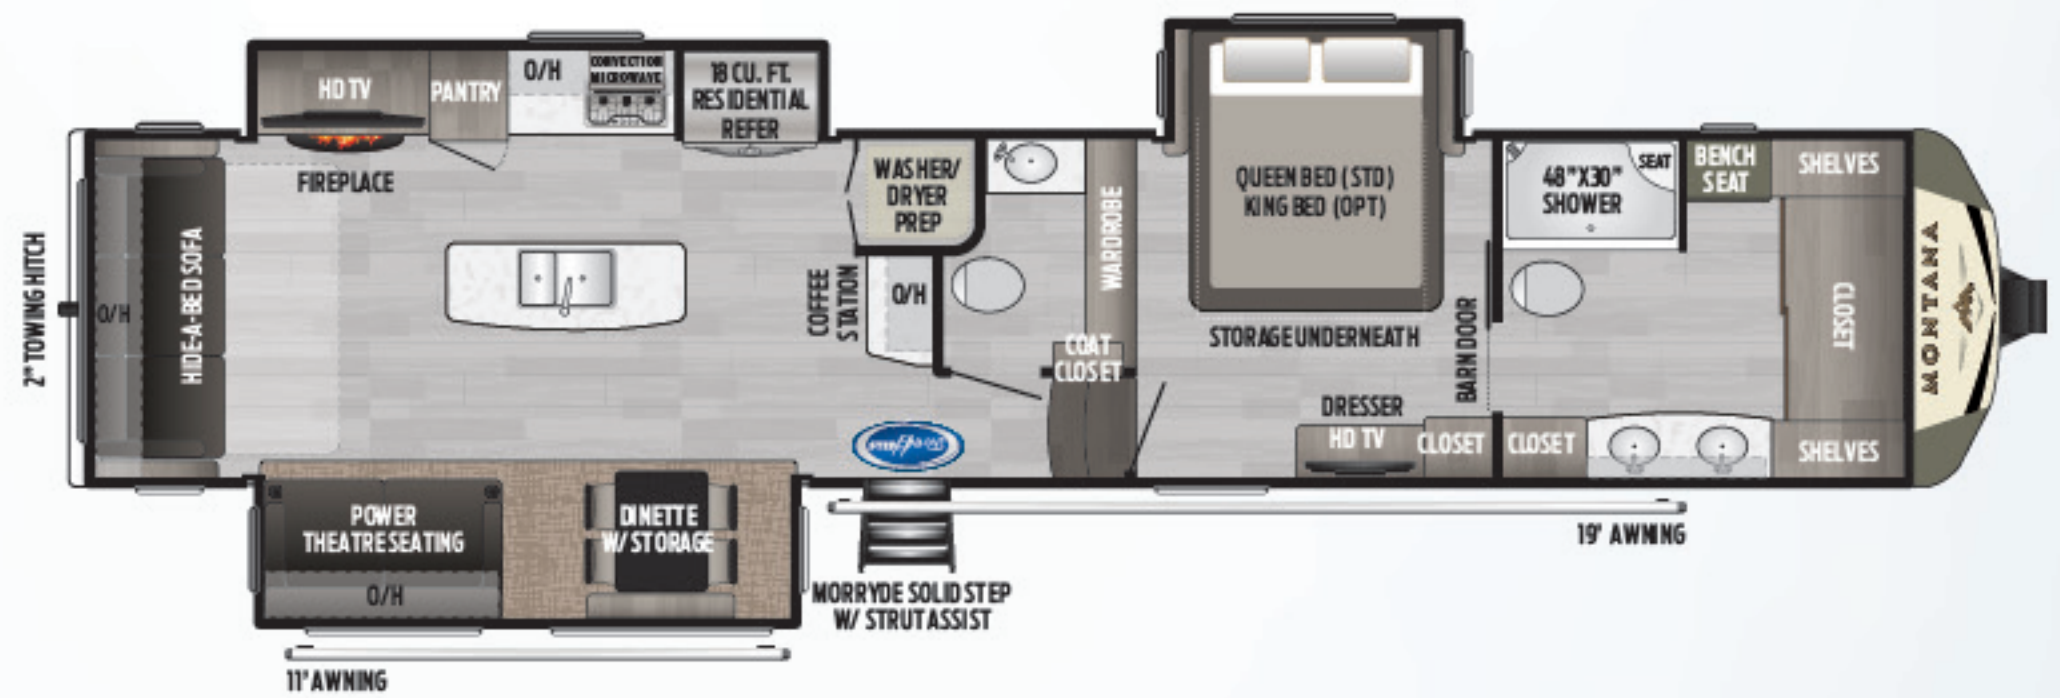 HD TV
PANTRY
O/H
CONVECTION
MICROWAVE
18 CU. FT.
RESIDENTIAL
REFER
FIREPLACE
WASHER/
DRYER
PREP
WARDROBE
QUEEN BED (STD)
KING BED (OPT)
48"X30"
SHOWER
SEAT
BENCH
SEAT
SHELVES
2" TOWING HITCH
O/H
HIDE-A-BED SOFA
COFFEE
STATION
O/H
COAT
CLOSET
STORAGE UNDERNEATH
BARN DOOR
CLOSET
MONTANA
DRESSER
HD TV
CLOSET
CLOSET
SHELVES
POWER
THEATRE SEATING
O/H
DINETTE
W/ STORAGE
19' AWNING
MORRYDE SOLID STEP
W/ STRUT ASSIST
11' AWNING